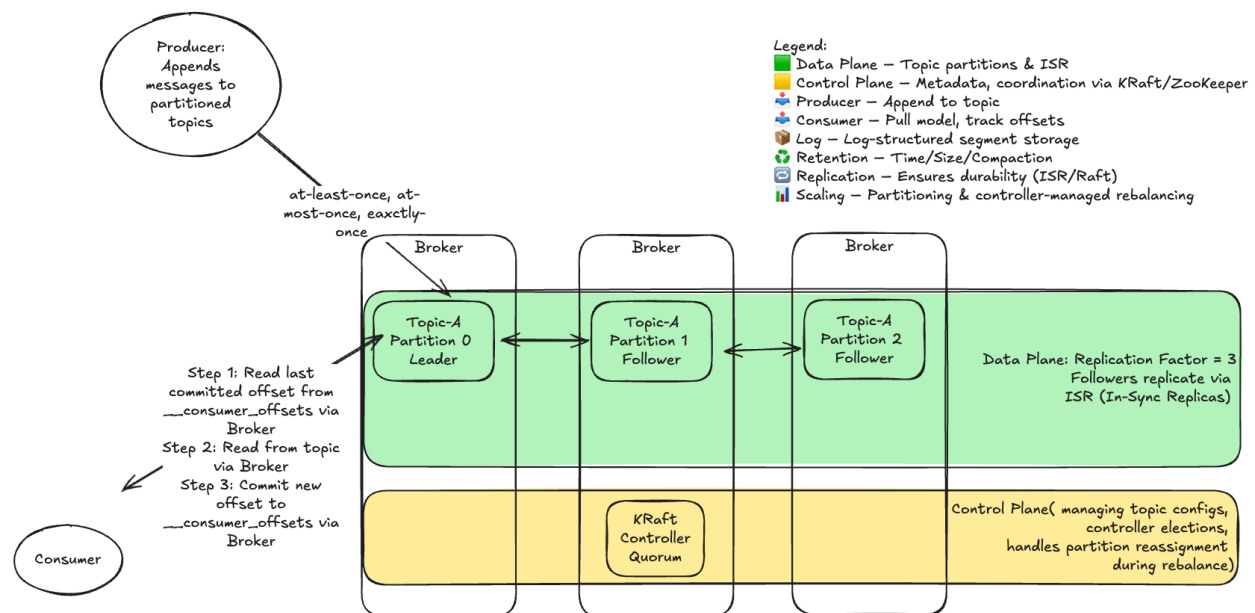 Producer:
Appends
messages to
partitioned
topics
Legend:
🟩 Data Plane – Topic partitions & ISR
🟨 Control Plane – Metadata, coordination via KRaft/ZooKeeper
📤 Producer – Append to topic
📤 Consumer – Pull model, track offsets
📦 Log – Log-structured segment storage
♻️ Retention – Time/Size/Compaction
🔁 Replication – Ensures durability (ISR/Raft)
📊 Scaling – Partitioning & controller-managed rebalancing
at-least-once, at-
most-once, eaxctly-
once
Broker
Broker
Broker
Topic-A
Partition 0
Leader
Topic-A
Partition 1
Follower
Topic-A
Partition 2
Follower
Data Plane: Replication Factor = 3
Followers replicate via
ISR (In-Sync Replicas)
Step 1: Read last
committed offset from
__consumer_offsets via
Broker
Step 2: Read from topic
via Broker
Step 3: Commit new
offset to
__consumer_offsets via
Broker
Consumer
KRaft
Controller
Quorum
Control Plane( managing topic configs,
controller elections,
handles partition reassignment
during rebalance)